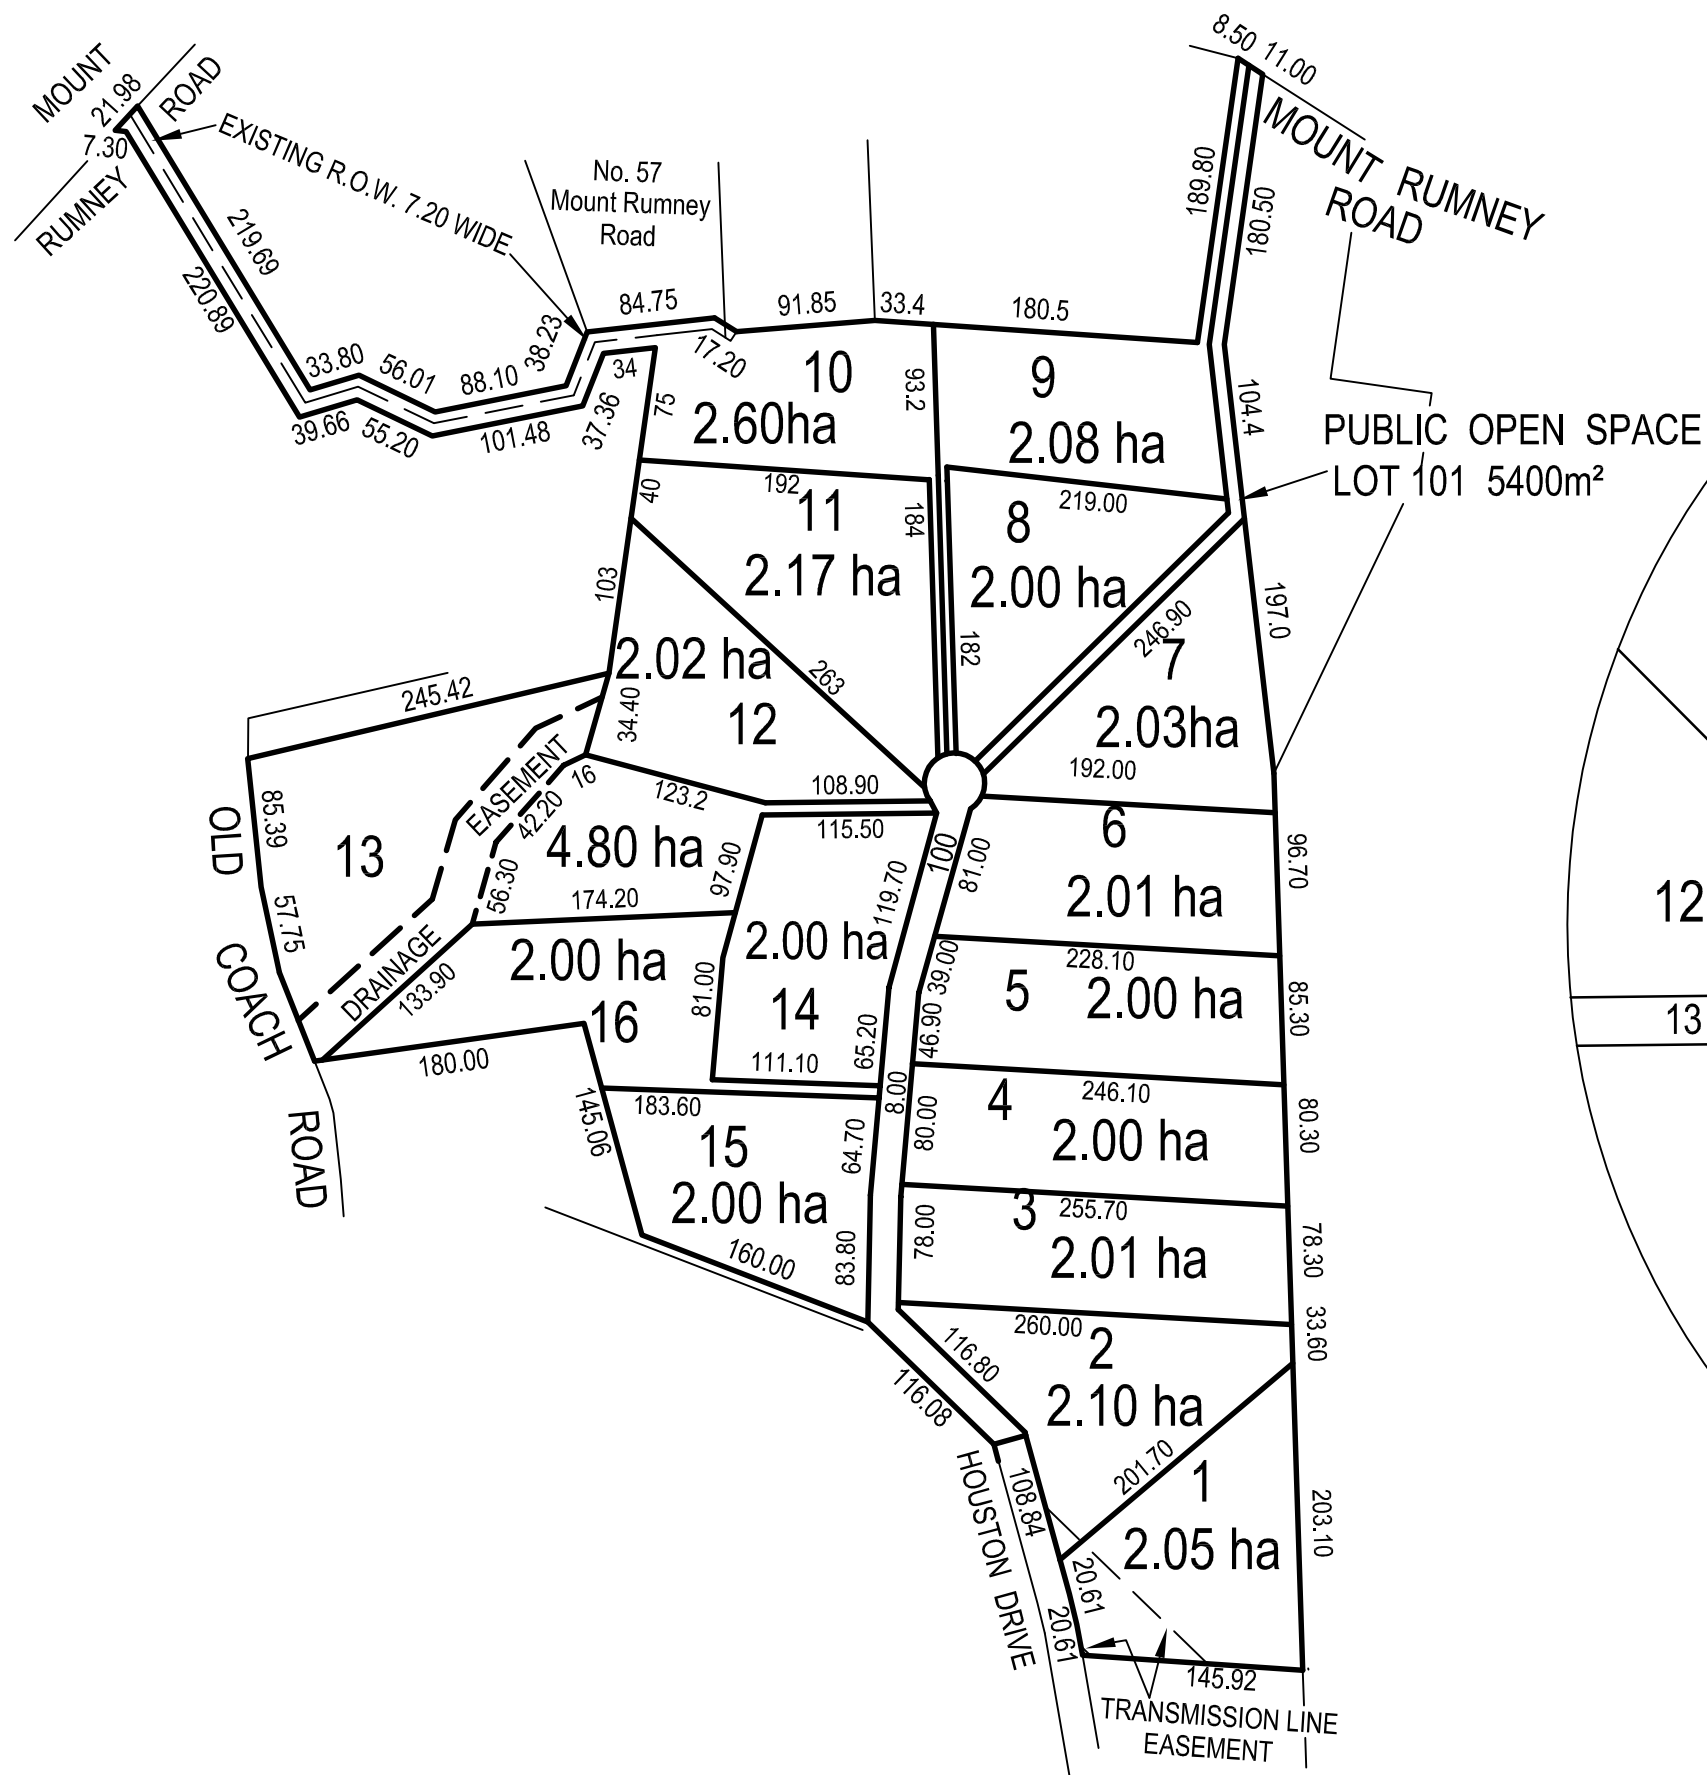 8.50 11.00
MOUNT
ROAD
21.98
7.30
RUMNEY
EXISTING R.O.W. 7.20 WIDE
No. 57
Mount Rumney
Road
MOUNT RUMNEY
ROAD
189.80
180.50
219.69
220.89
84.75
91.85
33.4
180.5
38.23
17.20
33.80
56.01
88.10
34
37.36
39.66
55.20
101.48
75
10
2.60ha
93.2
9
2.08 ha
104.4
PUBLIC OPEN SPACE
LOT 101 5400m²
40
192
184
219.00
11
2.17 ha
8
2.00 ha
103
246.90
197.0
182
7
2.03ha
2.02 ha
263
12
34.40
245.42
192.00
108.90
123.2
16
EASEMENT
42.20
85.39
OLD
13
4.80 ha
115.50
100
81.00
6
2.01 ha
96.70
97.90
119.70
56.30
174.20
57.75
COACH
DRAINAGE
133.90
2.00 ha
16
2.00 ha
14
81.00
65.20
39.00
46.90
228.10
5
2.00 ha
85.30
12
13
180.00
111.10
8.00
246.10
4
2.00 ha
80.30
80.00
ROAD
145.06
183.60
15
2.00 ha
64.70
255.70
3
2.01 ha
78.00
78.30
160.00
83.80
260.00
33.60
116.80
2
2.10 ha
116.08
201.70
1
2.05 ha
203.10
108.84
HOUSTON DRIVE
20.61
20.61
145.92
TRANSMISSION LINE
EASEMENT